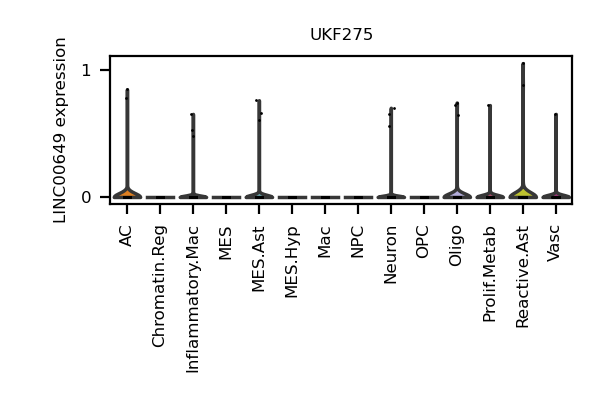 UKF275
LINC00649 expression
1
0
AC
Chromatin.Reg
Inflammatory.Mac
MES
MES.Ast
MES.Hyp
Mac
NPC
Neuron
OPC
Oligo
Prolif.Metab
Reactive.Ast
Vasc